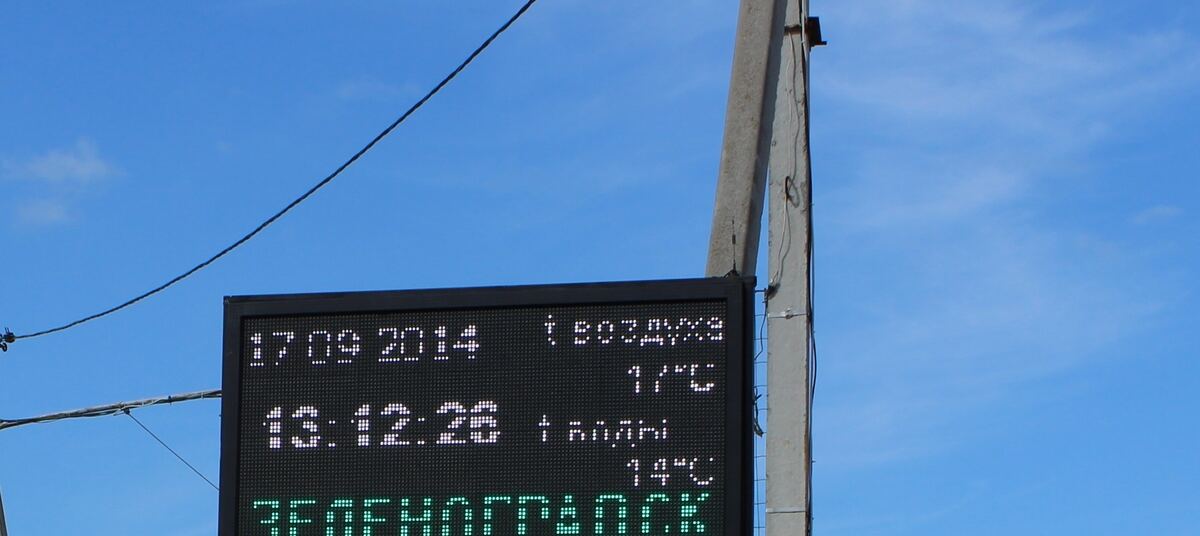 17 09 2014
t воздуха
17°C
13:12:26
t воды
14°C
ЗЕЛЕНОГРАДСК